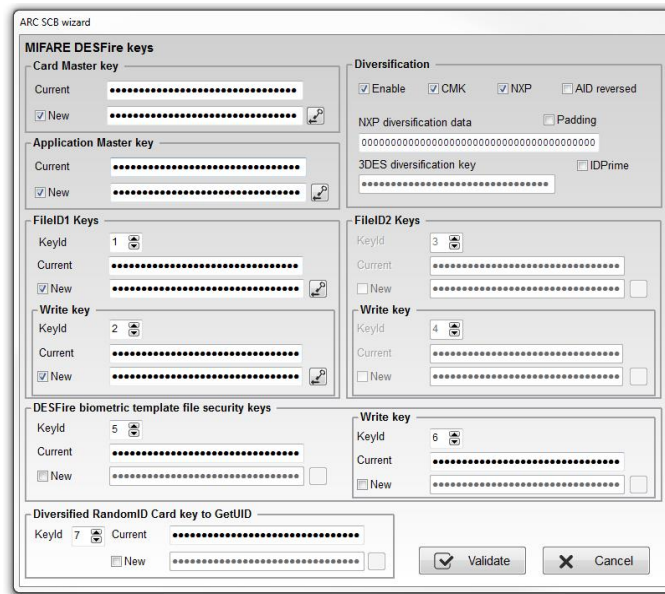 ARC SCB wizard
MIFARE DESFire keys
Card Master key
Current ●●●●●●●●●●●●●●●●●●●●●●●●●●●●●●●●
New ●●●●●●●●●●●●●●●●●●●●●●●●●●●●●●●●
Application Master key
Current ●●●●●●●●●●●●●●●●●●●●●●●●●●●●●●●●
New ●●●●●●●●●●●●●●●●●●●●●●●●●●●●●●●●
Diversification
Enable CMK NXP AID reversed
NXP diversification data Padding
00000000000000000000000000000000000000
3DES diversification key IDPrime
●●●●●●●●●●●●●●●●●●●●●●●●●●●●●●●●
FileID1 Keys
KeyId 1
Current ●●●●●●●●●●●●●●●●●●●●●●●●●●●●●●●●
New ●●●●●●●●●●●●●●●●●●●●●●●●●●●●●●●●
Write key
KeyId 2
Current ●●●●●●●●●●●●●●●●●●●●●●●●●●●●●●●●
New ●●●●●●●●●●●●●●●●●●●●●●●●●●●●●●●●
FileID2 Keys
KeyId 3
Current ●●●●●●●●●●●●●●●●●●●●●●●●●●●●●●●●
New ●●●●●●●●●●●●●●●●●●●●●●●●●●●●●●●●
Write key
KeyId 4
Current ●●●●●●●●●●●●●●●●●●●●●●●●●●●●●●●●
New ●●●●●●●●●●●●●●●●●●●●●●●●●●●●●●●●
DESFire biometric template file security keys
KeyId 5
Current ●●●●●●●●●●●●●●●●●●●●●●●●●●●●●●●●
New ●●●●●●●●●●●●●●●●●●●●●●●●●●●●●●●●
Write key
KeyId 6
Current ●●●●●●●●●●●●●●●●●●●●●●●●●●●●●●●●
New ●●●●●●●●●●●●●●●●●●●●●●●●●●●●●●●●
Diversified RandomID Card key to GetUID
KeyId 7 Current ●●●●●●●●●●●●●●●●●●●●●●●●●●●●●●●●
New ●●●●●●●●●●●●●●●●●●●●●●●●●●●●●●●●
Validate Cancel